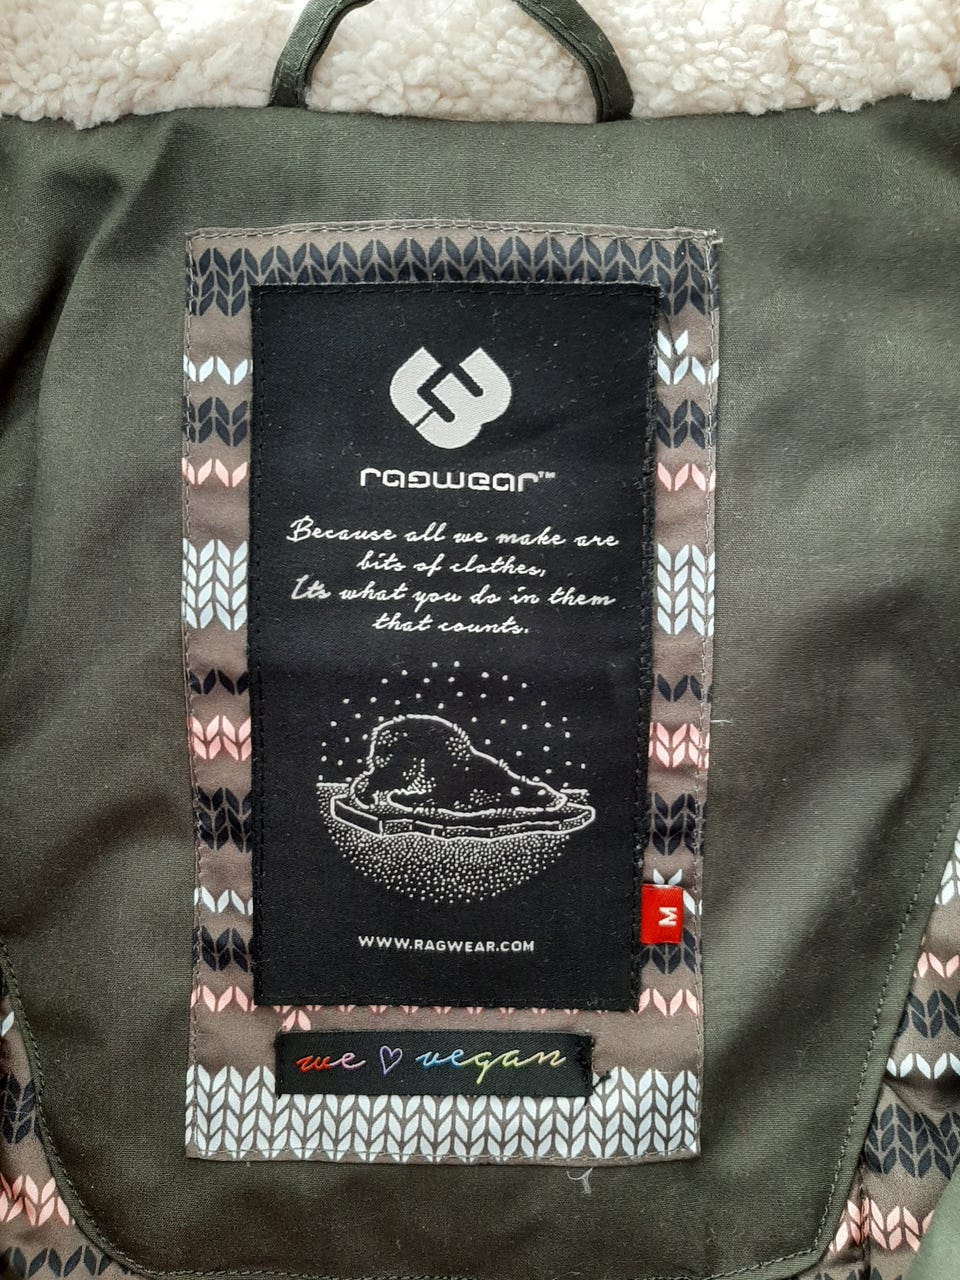 ragwear™
Because all we make are
bits of clothes,
Its what you do in them
that counts.
WWW.RAGWEAR.COM
M
we ♡ vegan